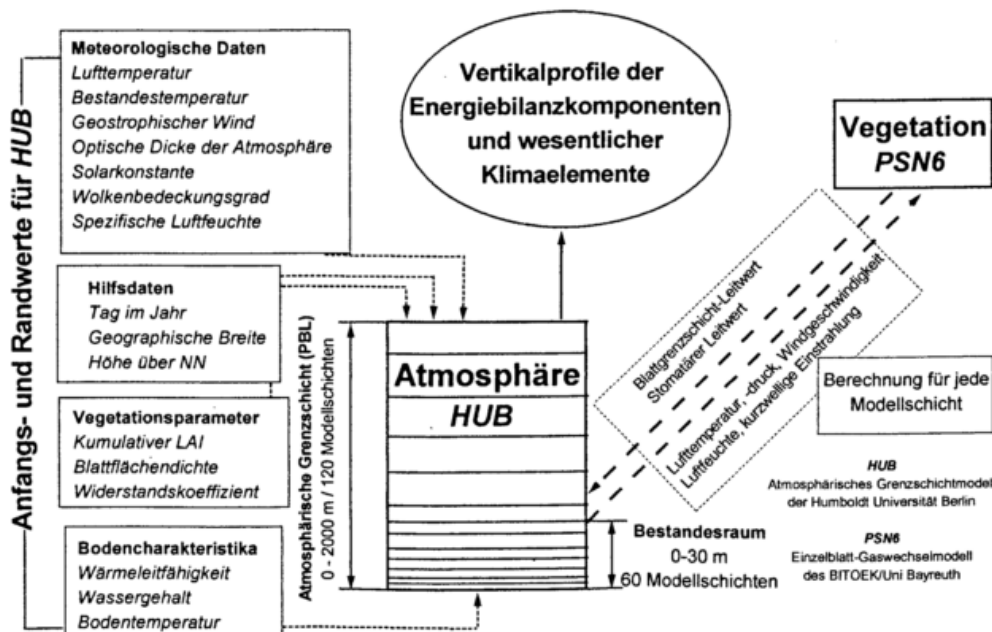 Anfangs- und Randwerte für HUB
Meteorologische Daten
Lufttemperatur
Bestandestemperatur
Geostrophischer Wind
Optische Dicke der Atmosphäre
Solarkonstante
Wolkenbedeckungsgrad
Spezifische Luftfeuchte
Hilfsdaten
Tag im Jahr
Geographische Breite
Höhe über NN
Vegetationsparameter
Kumulativer LAI
Blattflächendichte
Widerstandskoeffizient
Bodencharakteristika
Wärmeleitfähigkeit
Wassergehalt
Bodentemperatur
Vertikalprofile der
Energiebilanzkomponenten
und wesentlicher
Klimaelemente
Atmosphärische Grenzschicht (PBL)
0 - 2000 m / 120 Modellschichten
Atmosphäre
HUB
Vegetation
PSN6
Blattgrenzschicht-Leitwert
Stomatärer Leitwert
Lufttemperatur, -druck, Windgeschwindigkeit
Luftfeuchte, kurzwellige Einstrahlung
Berechnung für jede
Modellschicht
Bestandesraum
0-30 m
60 Modellschichten
HUB
Atmosphärisches Grenzschichtmodell
der Humboldt Universität Berlin
PSN6
Einzelblatt-Gaswechselmodell
des BITOEK/Uni Bayreuth